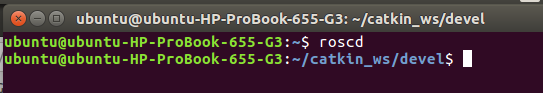 ubuntu@ubuntu-HP-ProBook-655-G3: ~/catkin_ws/devel
ubuntu@ubuntu-HP-ProBook-655-G3:~$ roscd
ubuntu@ubuntu-HP-ProBook-655-G3:~/catkin_ws/devel$